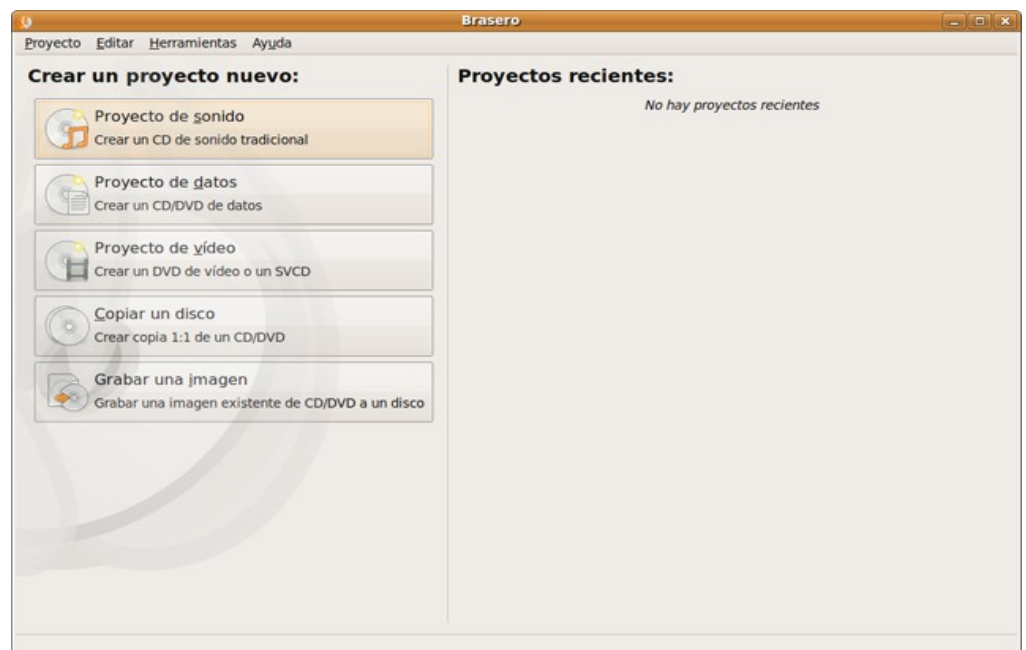 Brasero
Proyecto Editar Herramientas Ayuda
Crear un proyecto nuevo:
Proyecto de sonido
Crear un CD de sonido tradicional
Proyecto de datos
Crear un CD/DVD de datos
Proyecto de vídeo
Crear un DVD de vídeo o un SVCD
Copiar un disco
Crear copia 1:1 de un CD/DVD
Grabar una imagen
Grabar una imagen existente de CD/DVD a un disco
Proyectos recientes:
No hay proyectos recientes